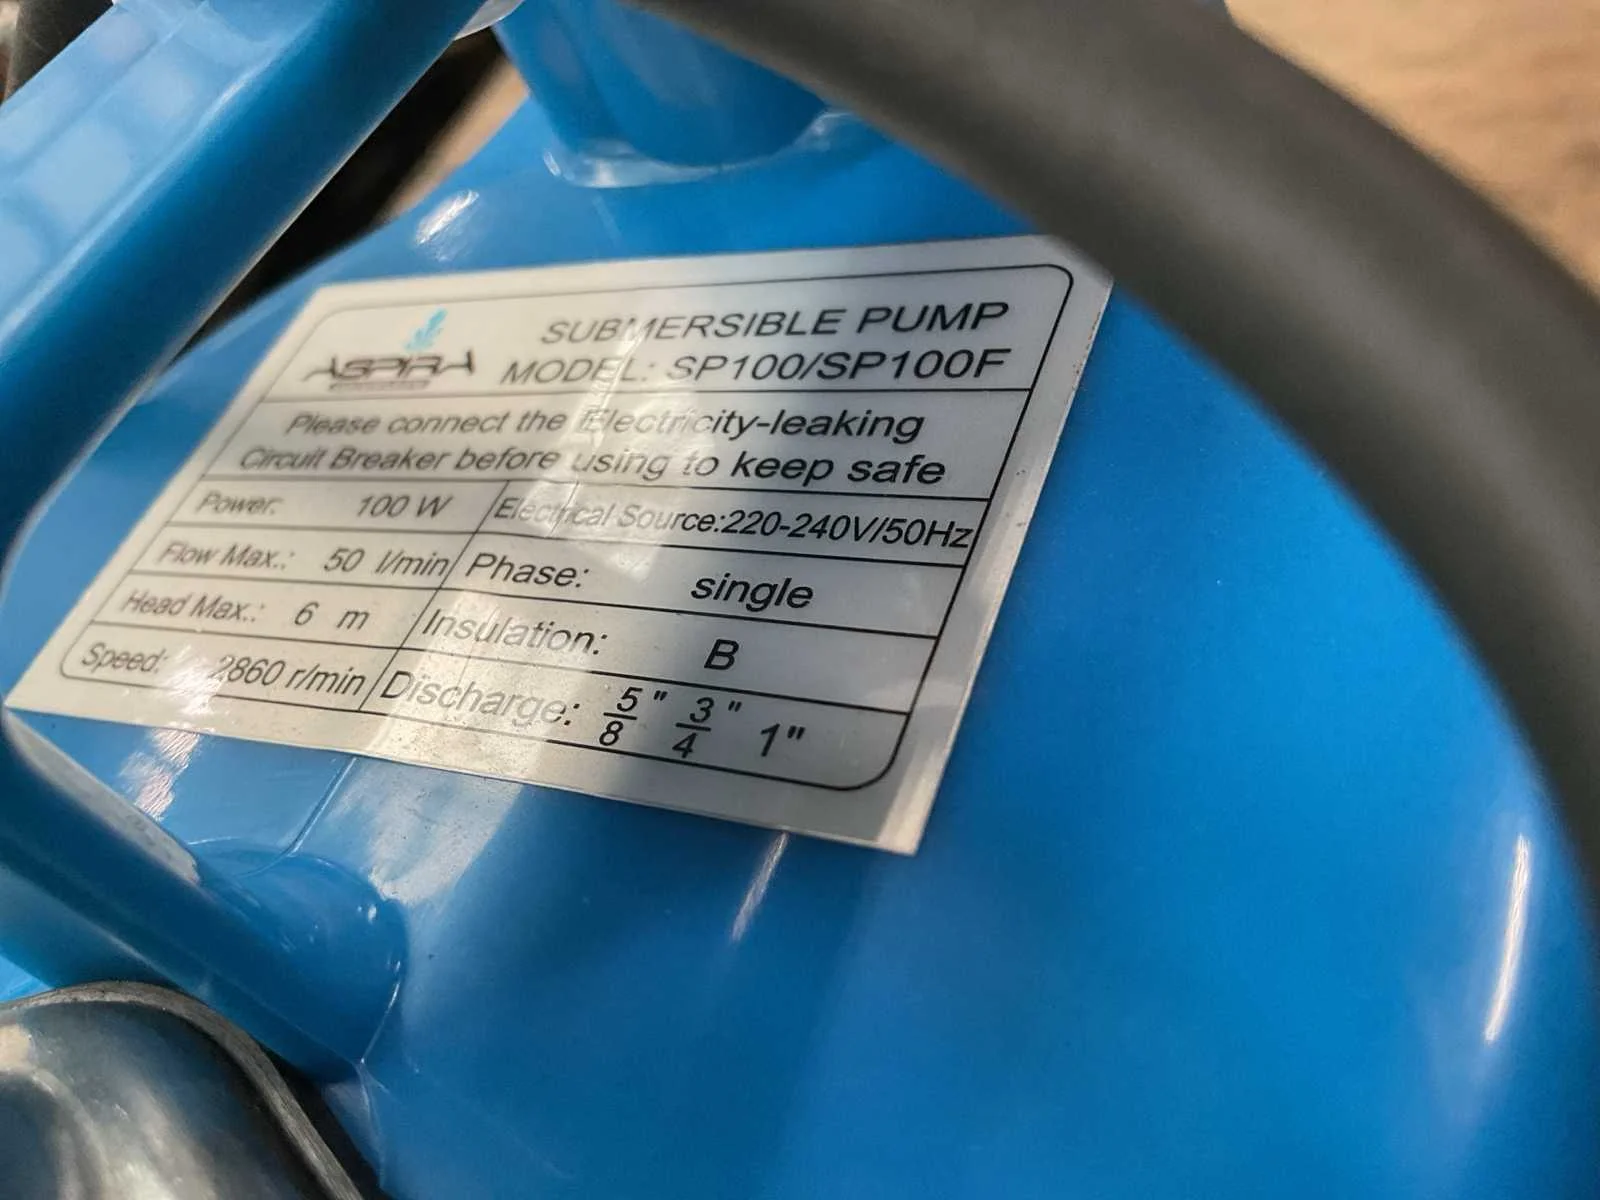 ASPIRA
SUBMERSIBLE PUMP
MODEL: SP100/SP100F
Please connect the Electricity-leaking
Circuit Breaker before using to keep safe
Power: 100 W Electrical Source:220-240V/50Hz
Flow Max.: 50 l/min Phase: single
Head Max.: 6 m Insulation: B
Speed: 2860 r/min Discharge: 5/8" 3/4" 1"